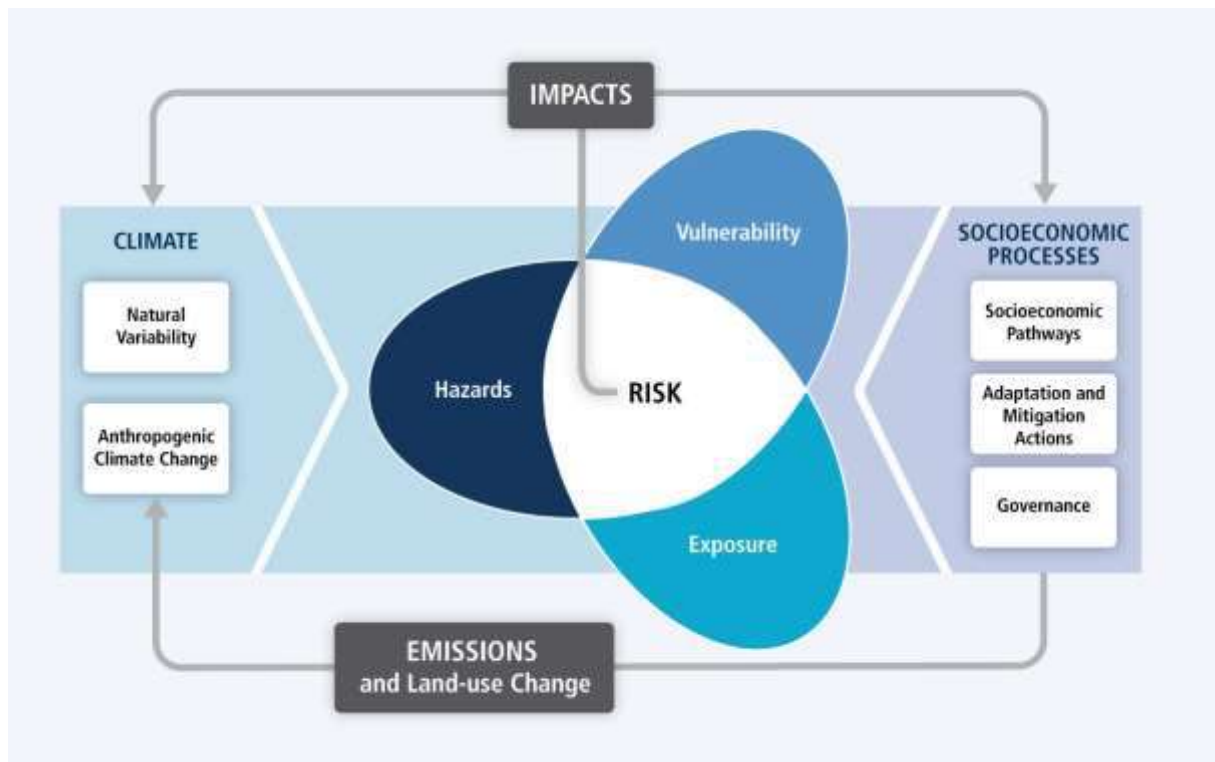 IMPACTS
CLIMATE
Natural
Variability
Anthropogenic
Climate Change
Vulnerability
Hazards
RISK
Exposure
SOCIOECONOMIC
PROCESSES
Socioeconomic
Pathways
Adaptation and
Mitigation
Actions
Governance
EMISSIONS
and Land-use Change